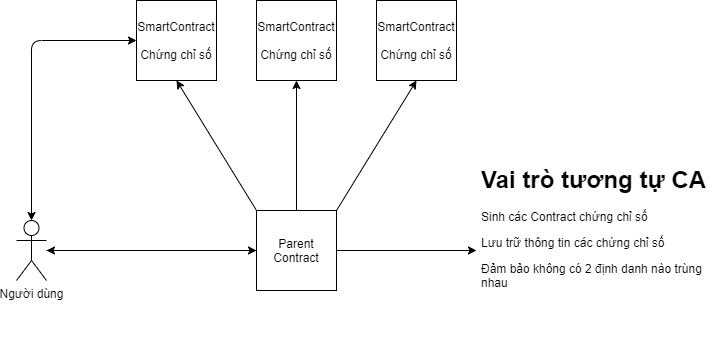 SmartContract
Chứng chỉ số
SmartContract
Chứng chỉ số
SmartContract
Chứng chỉ số
Vai trò tương tự CA
Sinh các Contract chứng chỉ số
Lưu trữ thông tin các chứng chỉ số
Đảm bảo không có 2 định danh nào trùng
nhau
Parent
Contract
Người dùng